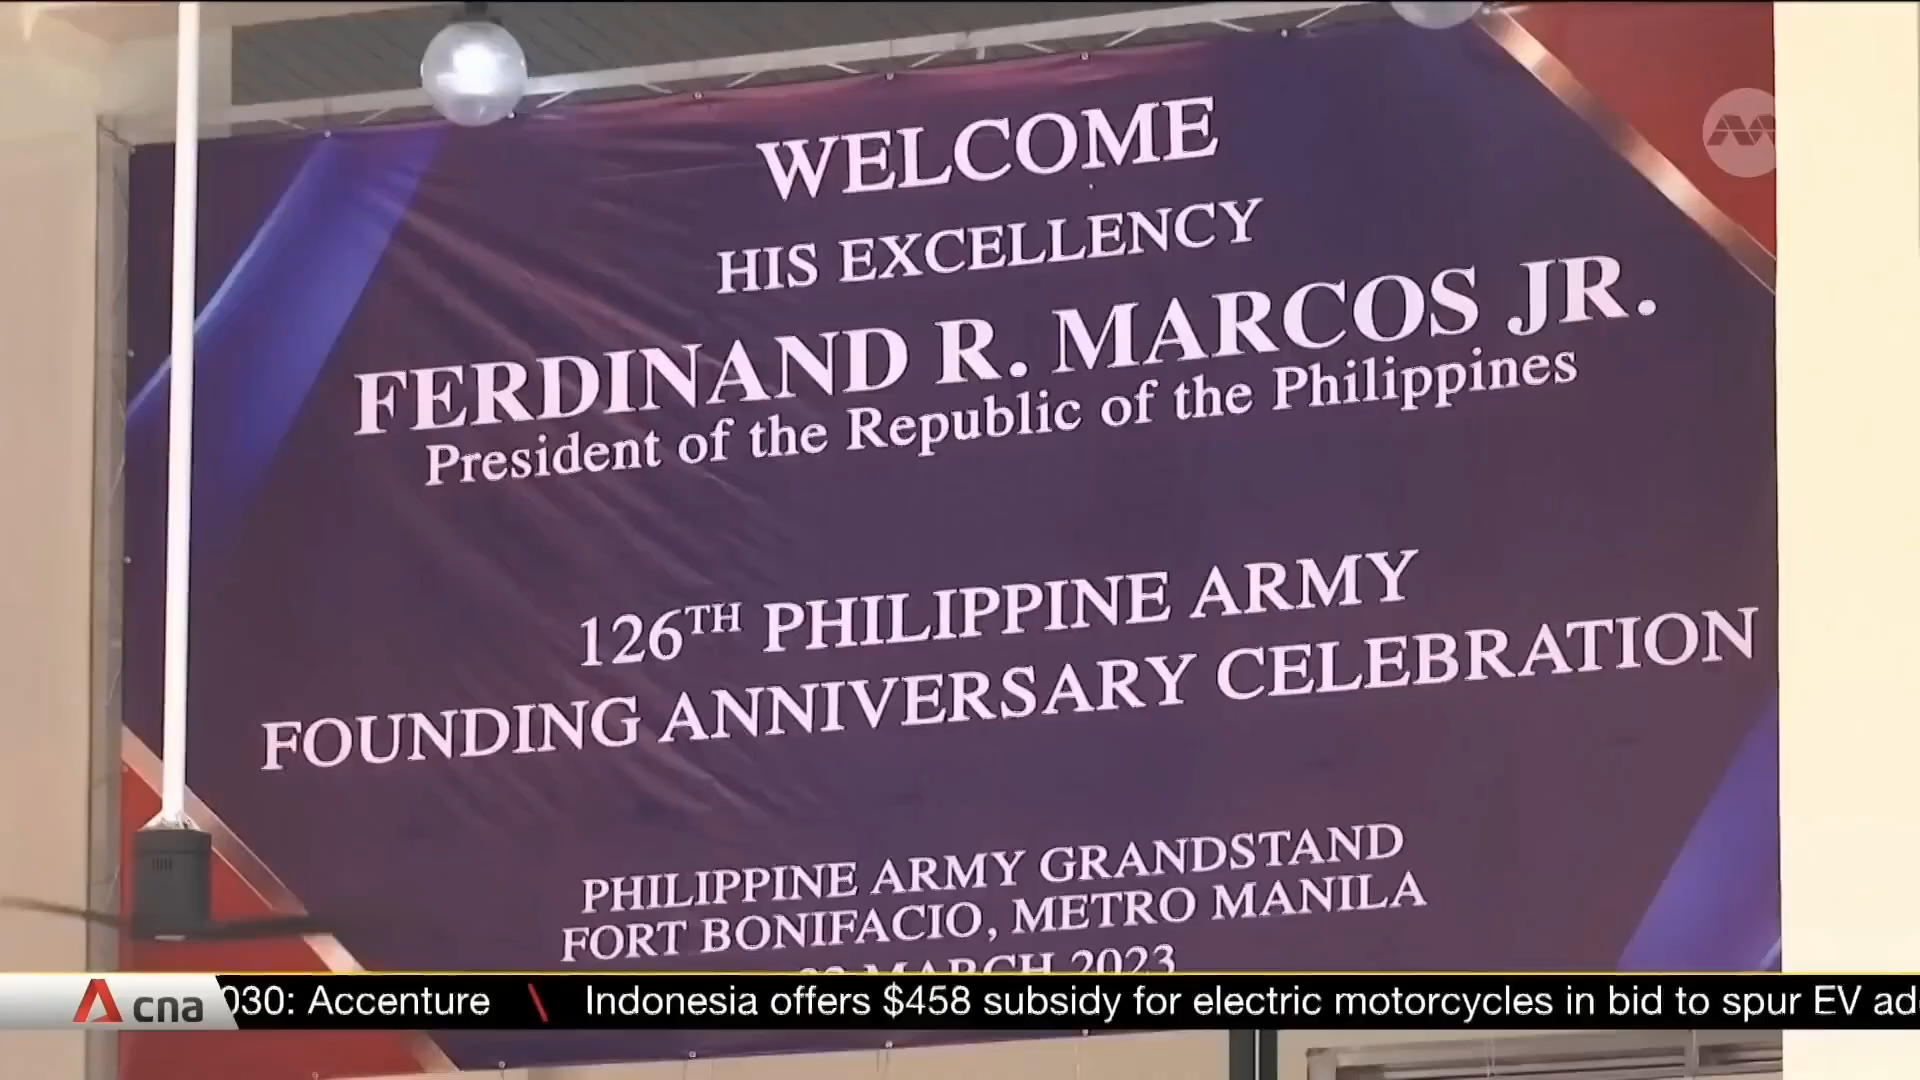 WELCOME
HIS EXCELLENCY
FERDINAND R. MARCOS JR.
President of the Republic of the Philippines
126TH PHILIPPINE ARMY
FOUNDING ANNIVERSARY CELEBRATION
PHILIPPINE ARMY GRANDSTAND
FORT BONIFACIO, METRO MANILA
MARCH 2023
cna
030: Accenture \ Indonesia offers $458 subsidy for electric motorcycles in bid to spur EV